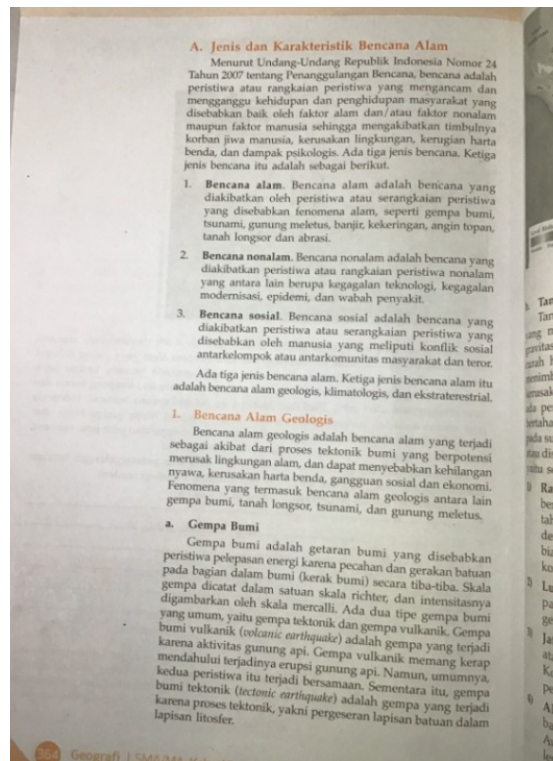 A. Jenis dan Karakteristik Bencana Alam
Menurut Undang-Undang Republik Indonesia Nomor 24
Tahun 2007 tentang Penanggulangan Bencana, bencana adalah
peristiwa atau rangkaian peristiwa yang mengancam dan
mengganggu kehidupan dan penghidupan masyarakat yang
disebabkan baik oleh faktor alam dan/atau faktor nonalam
maupun faktor manusia sehingga mengakibatkan timbulnya
korban jiwa manusia, kerusakan lingkungan, kerugian harta
benda, dan dampak psikologis. Ada tiga jenis bencana. Ketiga
jenis bencana itu adalah sebagai berikut.
1. Bencana alam. Bencana alam adalah bencana yang
diakibatkan oleh peristiwa atau serangkaian peristiwa
yang disebabkan fenomena alam, seperti gempa bumi,
tsunami, gunung meletus, banjir, kekeringan, angin topan,
tanah longsor dan abrasi.
2. Bencana nonalam. Bencana nonalam adalah bencana yang
diakibatkan peristiwa atau rangkaian peristiwa nonalam
yang antara lain berupa kegagalan teknologi, kegagalan
modernisasi, epidemi, dan wabah penyakit.
3. Bencana sosial. Bencana sosial adalah bencana yang
diakibatkan peristiwa atau serangkaian peristiwa yang
disebabkan oleh manusia yang meliputi konflik sosial
antarkelompok atau antarkomunitas masyarakat dan teror.
Ada tiga jenis bencana alam. Ketiga jenis bencana alam itu
adalah bencana alam geologis, klimatologis, dan ekstraterestrial.
1. Bencana Alam Geologis
Bencana alam geologis adalah bencana alam yang terjadi
sebagai akibat dari proses tektonik bumi yang berpotensi
merusak lingkungan alam, dan dapat menyebabkan kehilangan
nyawa, kerusakan harta benda, gangguan sosial dan ekonomi.
Fenomena yang termasuk bencana alam geologis antara lain
gempa bumi, tanah longsor, tsunami, dan gunung meletus.
a. Gempa Bumi
Gempa bumi adalah getaran bumi yang disebabkan
peristiwa pelepasan energi karena pecahan dan gerakan batuan
pada bagian dalam bumi (kerak bumi) secara tiba-tiba. Skala
gempa dicatat dalam satuan skala richter, dan intensitasnya
digambarkan oleh skala mercalli. Ada dua tipe gempa bumi
yang umum, yaitu gempa tektonik dan gempa vulkanik. Gempa
bumi vulkanik (volcanic earthquake) adalah gempa yang terjadi
karena aktivitas gunung api. Gempa vulkanik memang kerap
mendahului terjadinya erupsi gunung api. Namun, umumnya,
kedua peristiwa itu terjadi bersamaan. Sementara itu, gempa
bumi tektonik (tectonic earthquake) adalah gempa yang terjadi
karena proses tektonik, yakni pergeseran lapisan batuan dalam
lapisan litosfer.
364 Geografi